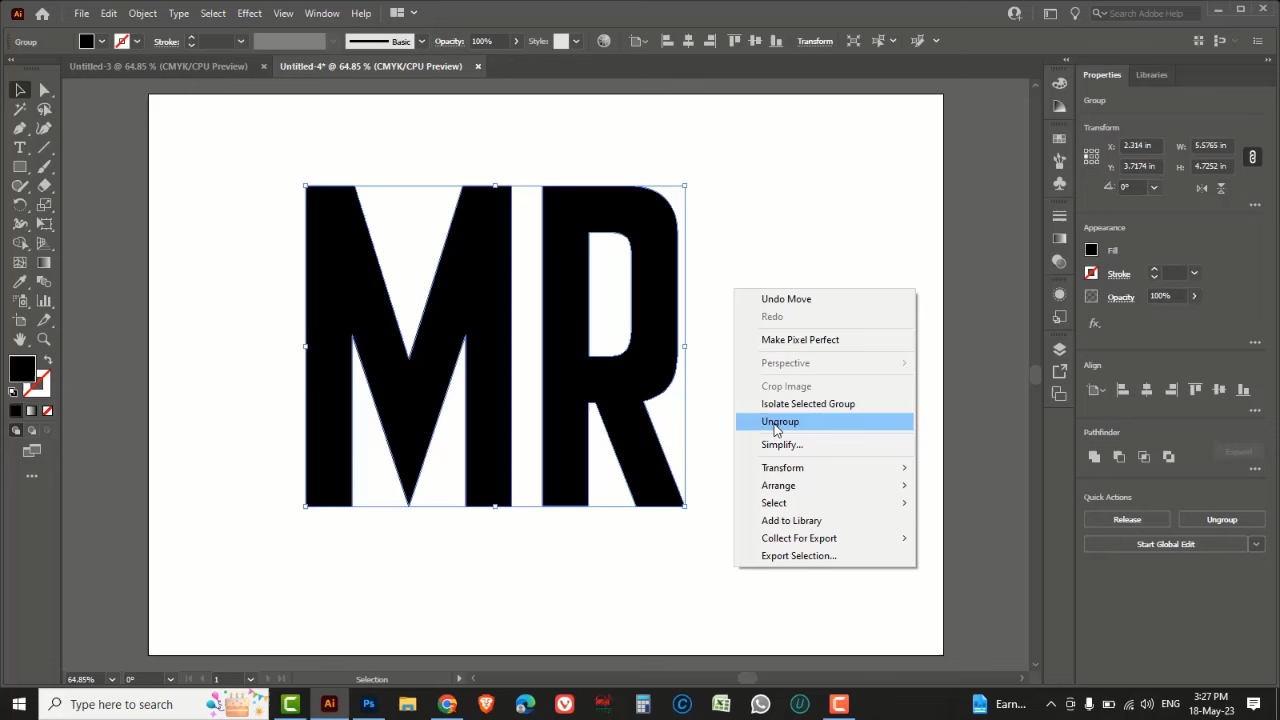 File Edit Object Type Select Effect View Window Help
Search Adobe Help
Group
Stroke:
Basic
Opacity: 100%
Style:
Transform
Untitled-3 @ 64.85 % (CMYK/CPU Preview)
Untitled-4* @ 64.85 % (CMYK/CPU Preview)
MR
Undo Move
Redo
Make Pixel Perfect
Perspective
Crop Image
Isolate Selected Group
Ungroup
Simplify...
Transform
Arrange
Select
Add to Library
Collect For Export
Export Selection...
Properties Libraries
Group
Transform
X: 2.314 in W: 5.5765 in
Y: 3.7174 in H: 4.7252 in
0°
Appearance
Fill
Stroke
Opacity 100%
fx.
Align
Pathfinder
Expand
Quick Actions
Release Ungroup
Start Global Edit
64.85% 0° 1 Selection
Type here to search
Earn...
3:27 PM
18-May-23